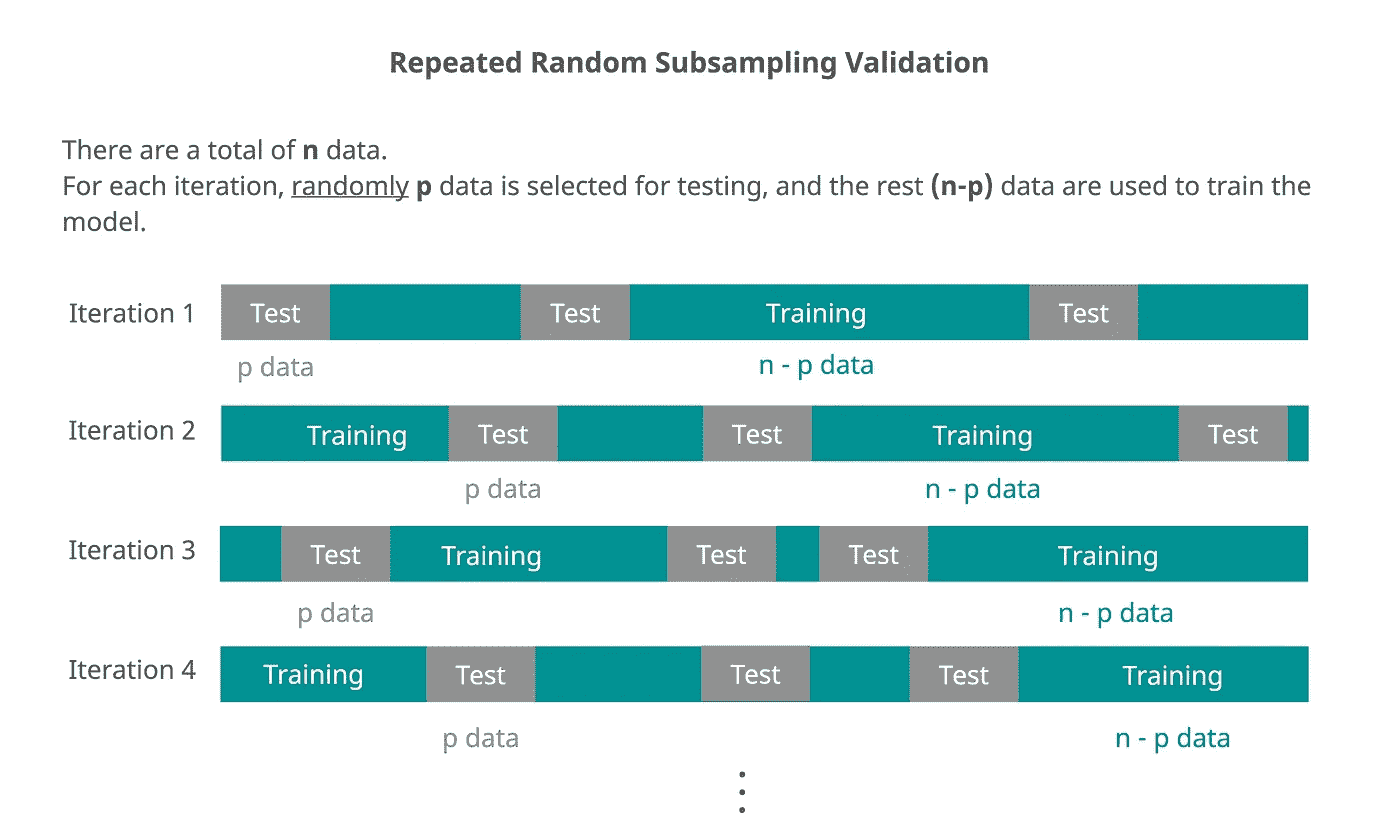 Repeated Random Subsampling Validation
There are a total of n data.
For each iteration, randomly p data is selected for testing, and the rest (n-p) data are used to train the
model.
Iteration 1 Test Test Training Test
p data n - p data
Iteration 2 Training Test Test Training Test
p data n - p data
Iteration 3 Test Training Test Test Training
p data n - p data
Iteration 4 Training Test Test Test Training
p data n - p data